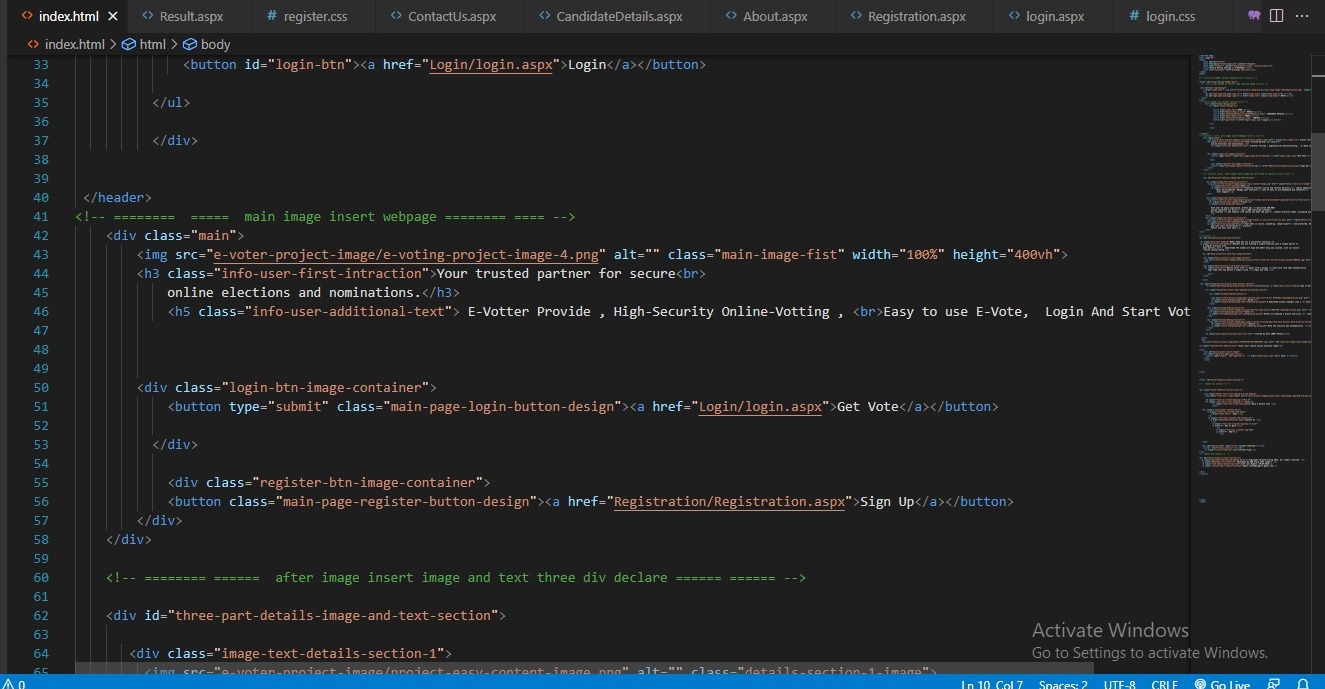 index.html
Result.aspx
register.css
ContactUs.aspx
CandidateDetails.aspx
About.aspx
Registration.aspx
login.aspx
login.css
index.html > html > body
33 <button id="login-btn"><a href="Login/login.aspx">Login</a></button>
34
35 </ul>
36
37 </div>
38
39
40 </header>
41 <!-- ======== ===== main image insert webpage ======== ==== -->
42 <div class="main">
43 <img src="e-voter-project-image/e-voting-project-image-4.png" alt="" class="main-image-fist" width="100%" height="400vh">
44 <h3 class="info-user-first-intraction">Your trusted partner for secure<br>
45 online elections and nominations.</h3>
46 <h5 class="info-user-additional-text"> E-Votter Provide , High-Security Online-Votting , <br>Easy to use E-Vote, Login And Start Vot
47
48
49
50 <div class="login-btn-image-container">
51 <button type="submit" class="main-page-login-button-design"><a href="Login/login.aspx">Get Vote</a></button>
52
53 </div>
54
55 <div class="register-btn-image-container">
56 <button class="main-page-register-button-design"><a href="Registration/Registration.aspx">Sign Up</a></button>
57 </div>
58 </div>
59
60 <!-- ======== ====== after image insert image and text three div declare ====== ====== -->
61
62 <div id="three-part-details-image-and-text-section">
63
64 <div class="image-text-details-section-1">
65 <img src="e-voter-project-image/project-easy-content-image.png" alt="" class="details-section-1-image">
Activate Windows
Go to Settings to activate Windows.
0
Ln 10, Col 7
Spaces: 2
UTF-8
CRLF
Go Live